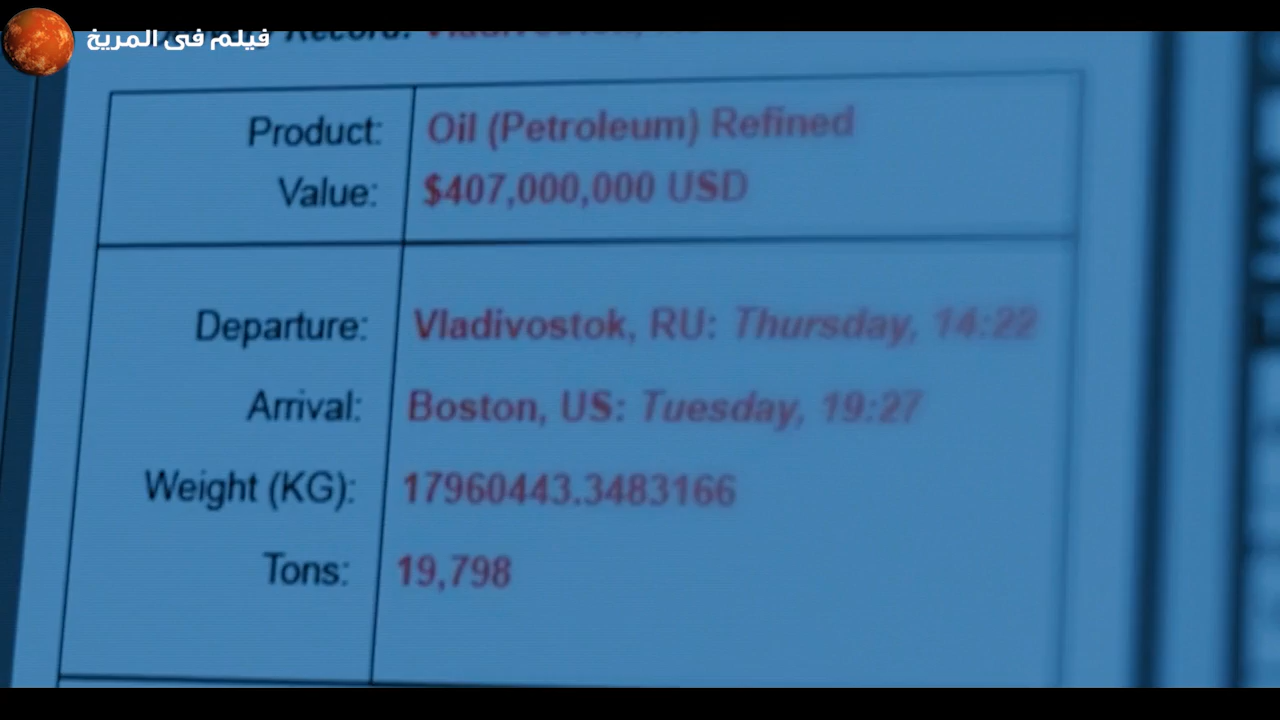 فيلم فى المريخ
Record:
Product: Oil (Petroleum) Refined
Value: $407,000,000 USD
Departure: Vladivostok, RU: Thursday, 14:22
Arrival: Boston, US: Tuesday, 19:27
Weight (KG): 17960443.3483166
Tons: 19,798